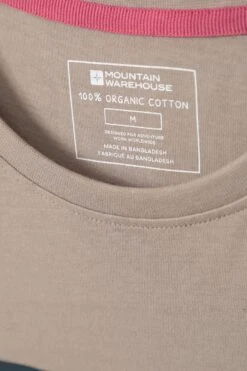 MOUNTAIN
WAREHOUSE
100% ORGANIC COTTON
M
DESIGNED FOR ADVENTURE
WORN WORLDWIDE
MADE IN BANGLADESH
FABRIQUÉ AU BANGLADESH